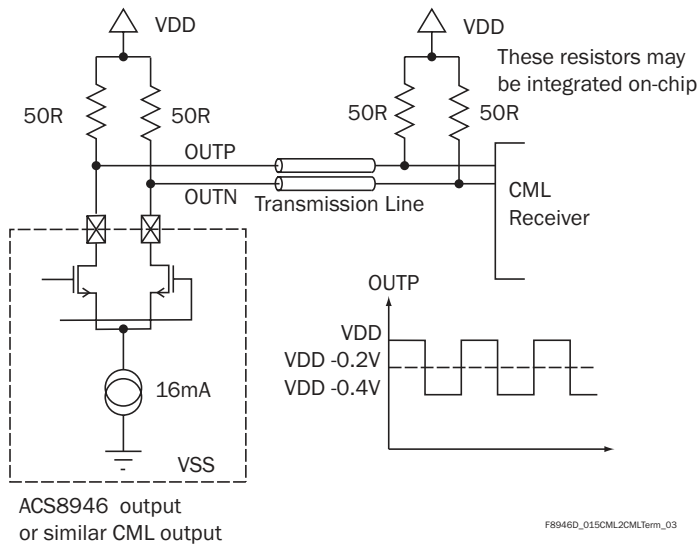 VDD
VDD
These resistors may
be integrated on-chip
50R
50R
50R
50R
OUTP
OUTN
Transmission Line
CML
Receiver
OUTP
VDD
VDD -0.2V
VDD -0.4V
16mA
VSS
ACS8946 output
or similar CML output
F8946D_015CML2CMLTerm_03